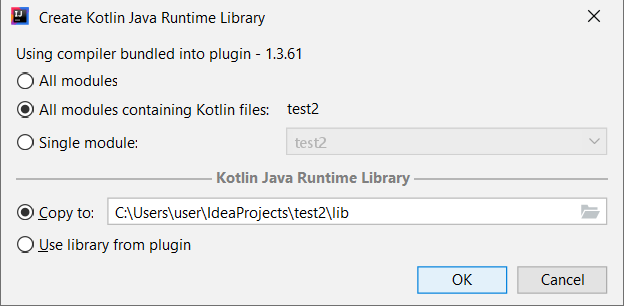 Create Kotlin Java Runtime Library
Using compiler bundled into plugin - 1.3.61
All modules
All modules containing Kotlin files: test2
Single module: test2
Kotlin Java Runtime Library
Copy to: C:\Users\user\IdeaProjects\test2\lib
Use library from plugin
OK Cancel